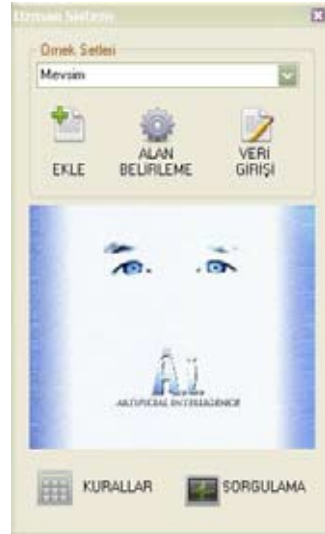 Uzman Sistem
Örnek Setleri
Mevsim
EKLE
ALAN
BELİRLEME
VERİ
GİRİŞİ
A.I.
ARTIFICIAL INTELLIGENCE
KURALLAR
SORGULAMA